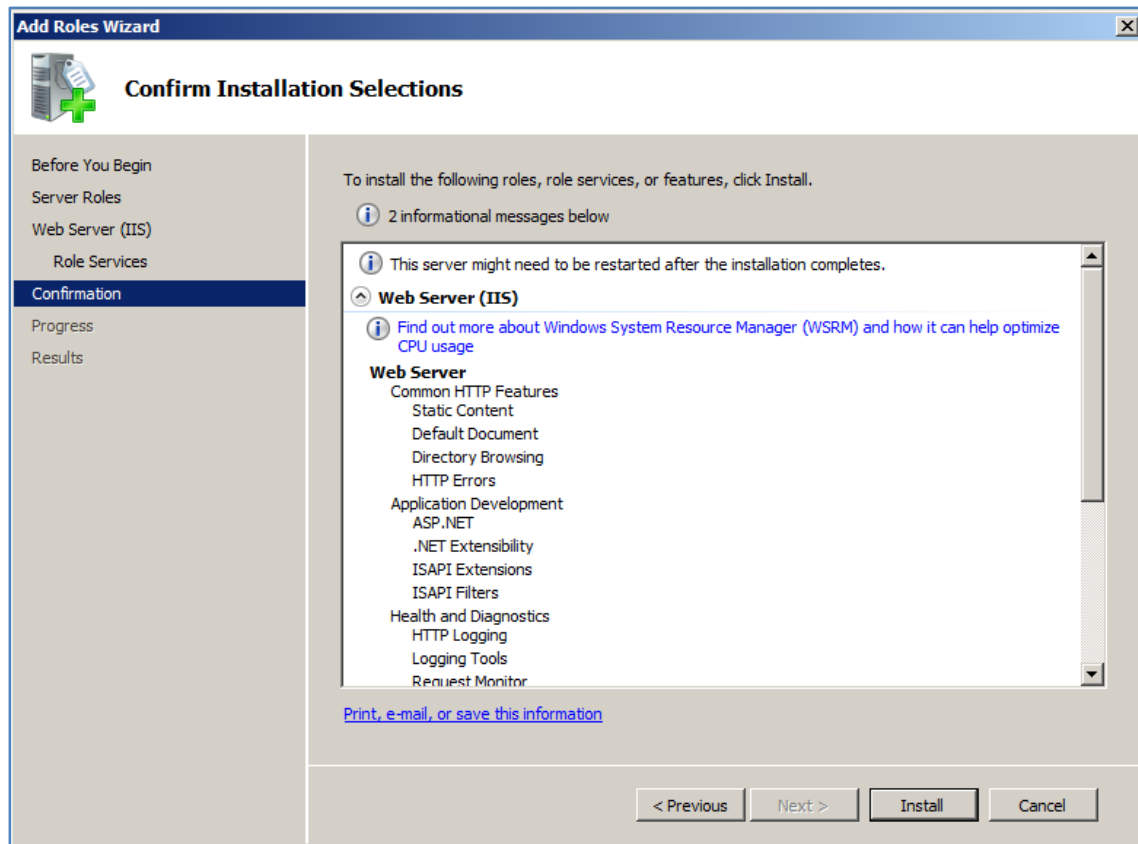 Add Roles Wizard
Confirm Installation Selections
Before You Begin
Server Roles
Web Server (IIS)
Role Services
Confirmation
Progress
Results
To install the following roles, role services, or features, click Install.
2 informational messages below
This server might need to be restarted after the installation completes.
Web Server (IIS)
Find out more about Windows System Resource Manager (WSRM) and how it can help optimize
CPU usage
Web Server
Common HTTP Features
Static Content
Default Document
Directory Browsing
HTTP Errors
Application Development
ASP.NET
.NET Extensibility
ISAPI Extensions
ISAPI Filters
Health and Diagnostics
HTTP Logging
Logging Tools
Request Monitor
Print, e-mail, or save this information
< Previous
Next >
Install
Cancel